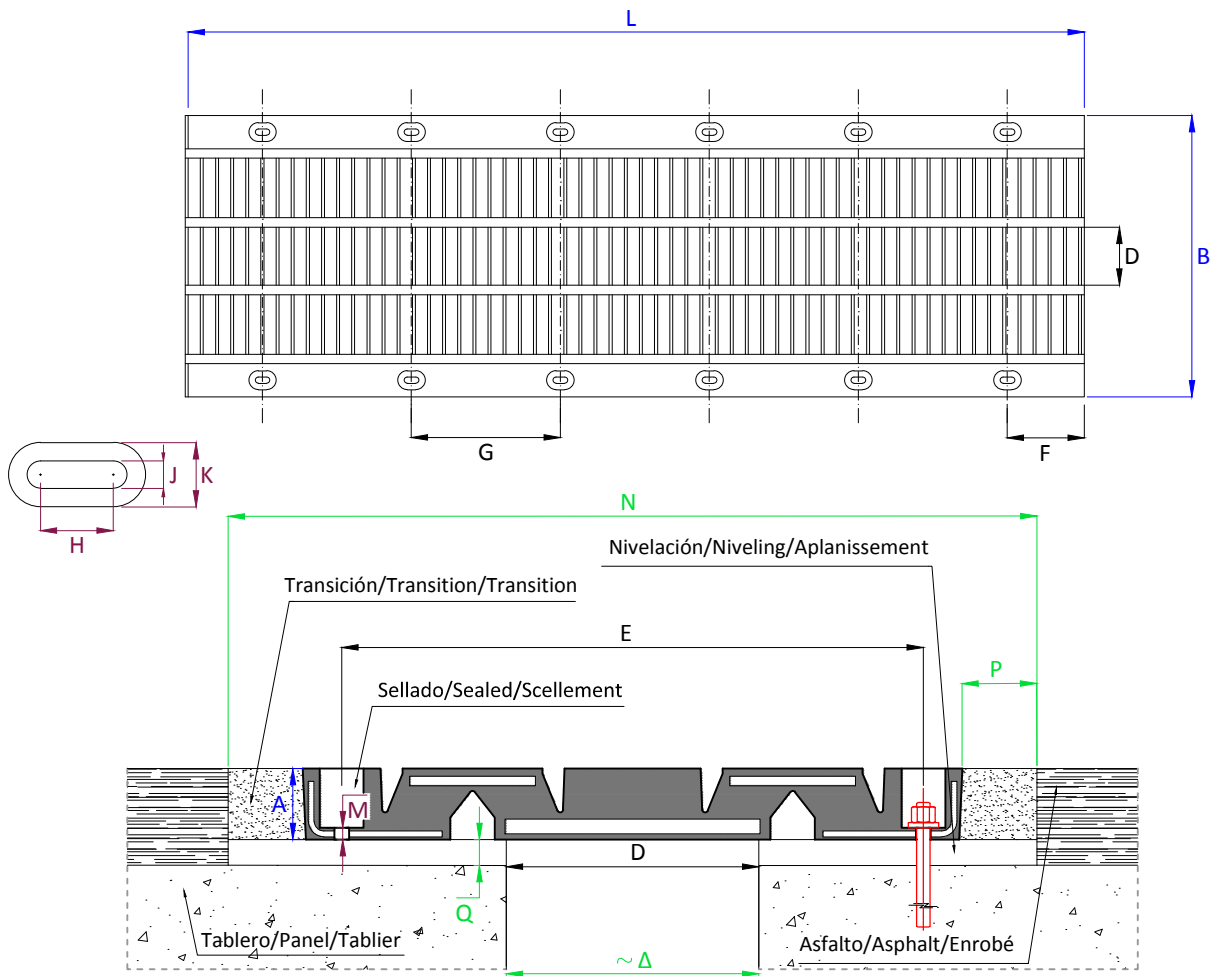 L
D
B
G
F
J
K
H
N
Nivelación/Niveling/Aplanissement
Transición/Transition/Transition
E
P
Sellado/Sealed/Scellement
A
M
D
Q
Tablero/Panel/Tablier
Asfalto/Asphalt/Enrobé
~ Δ